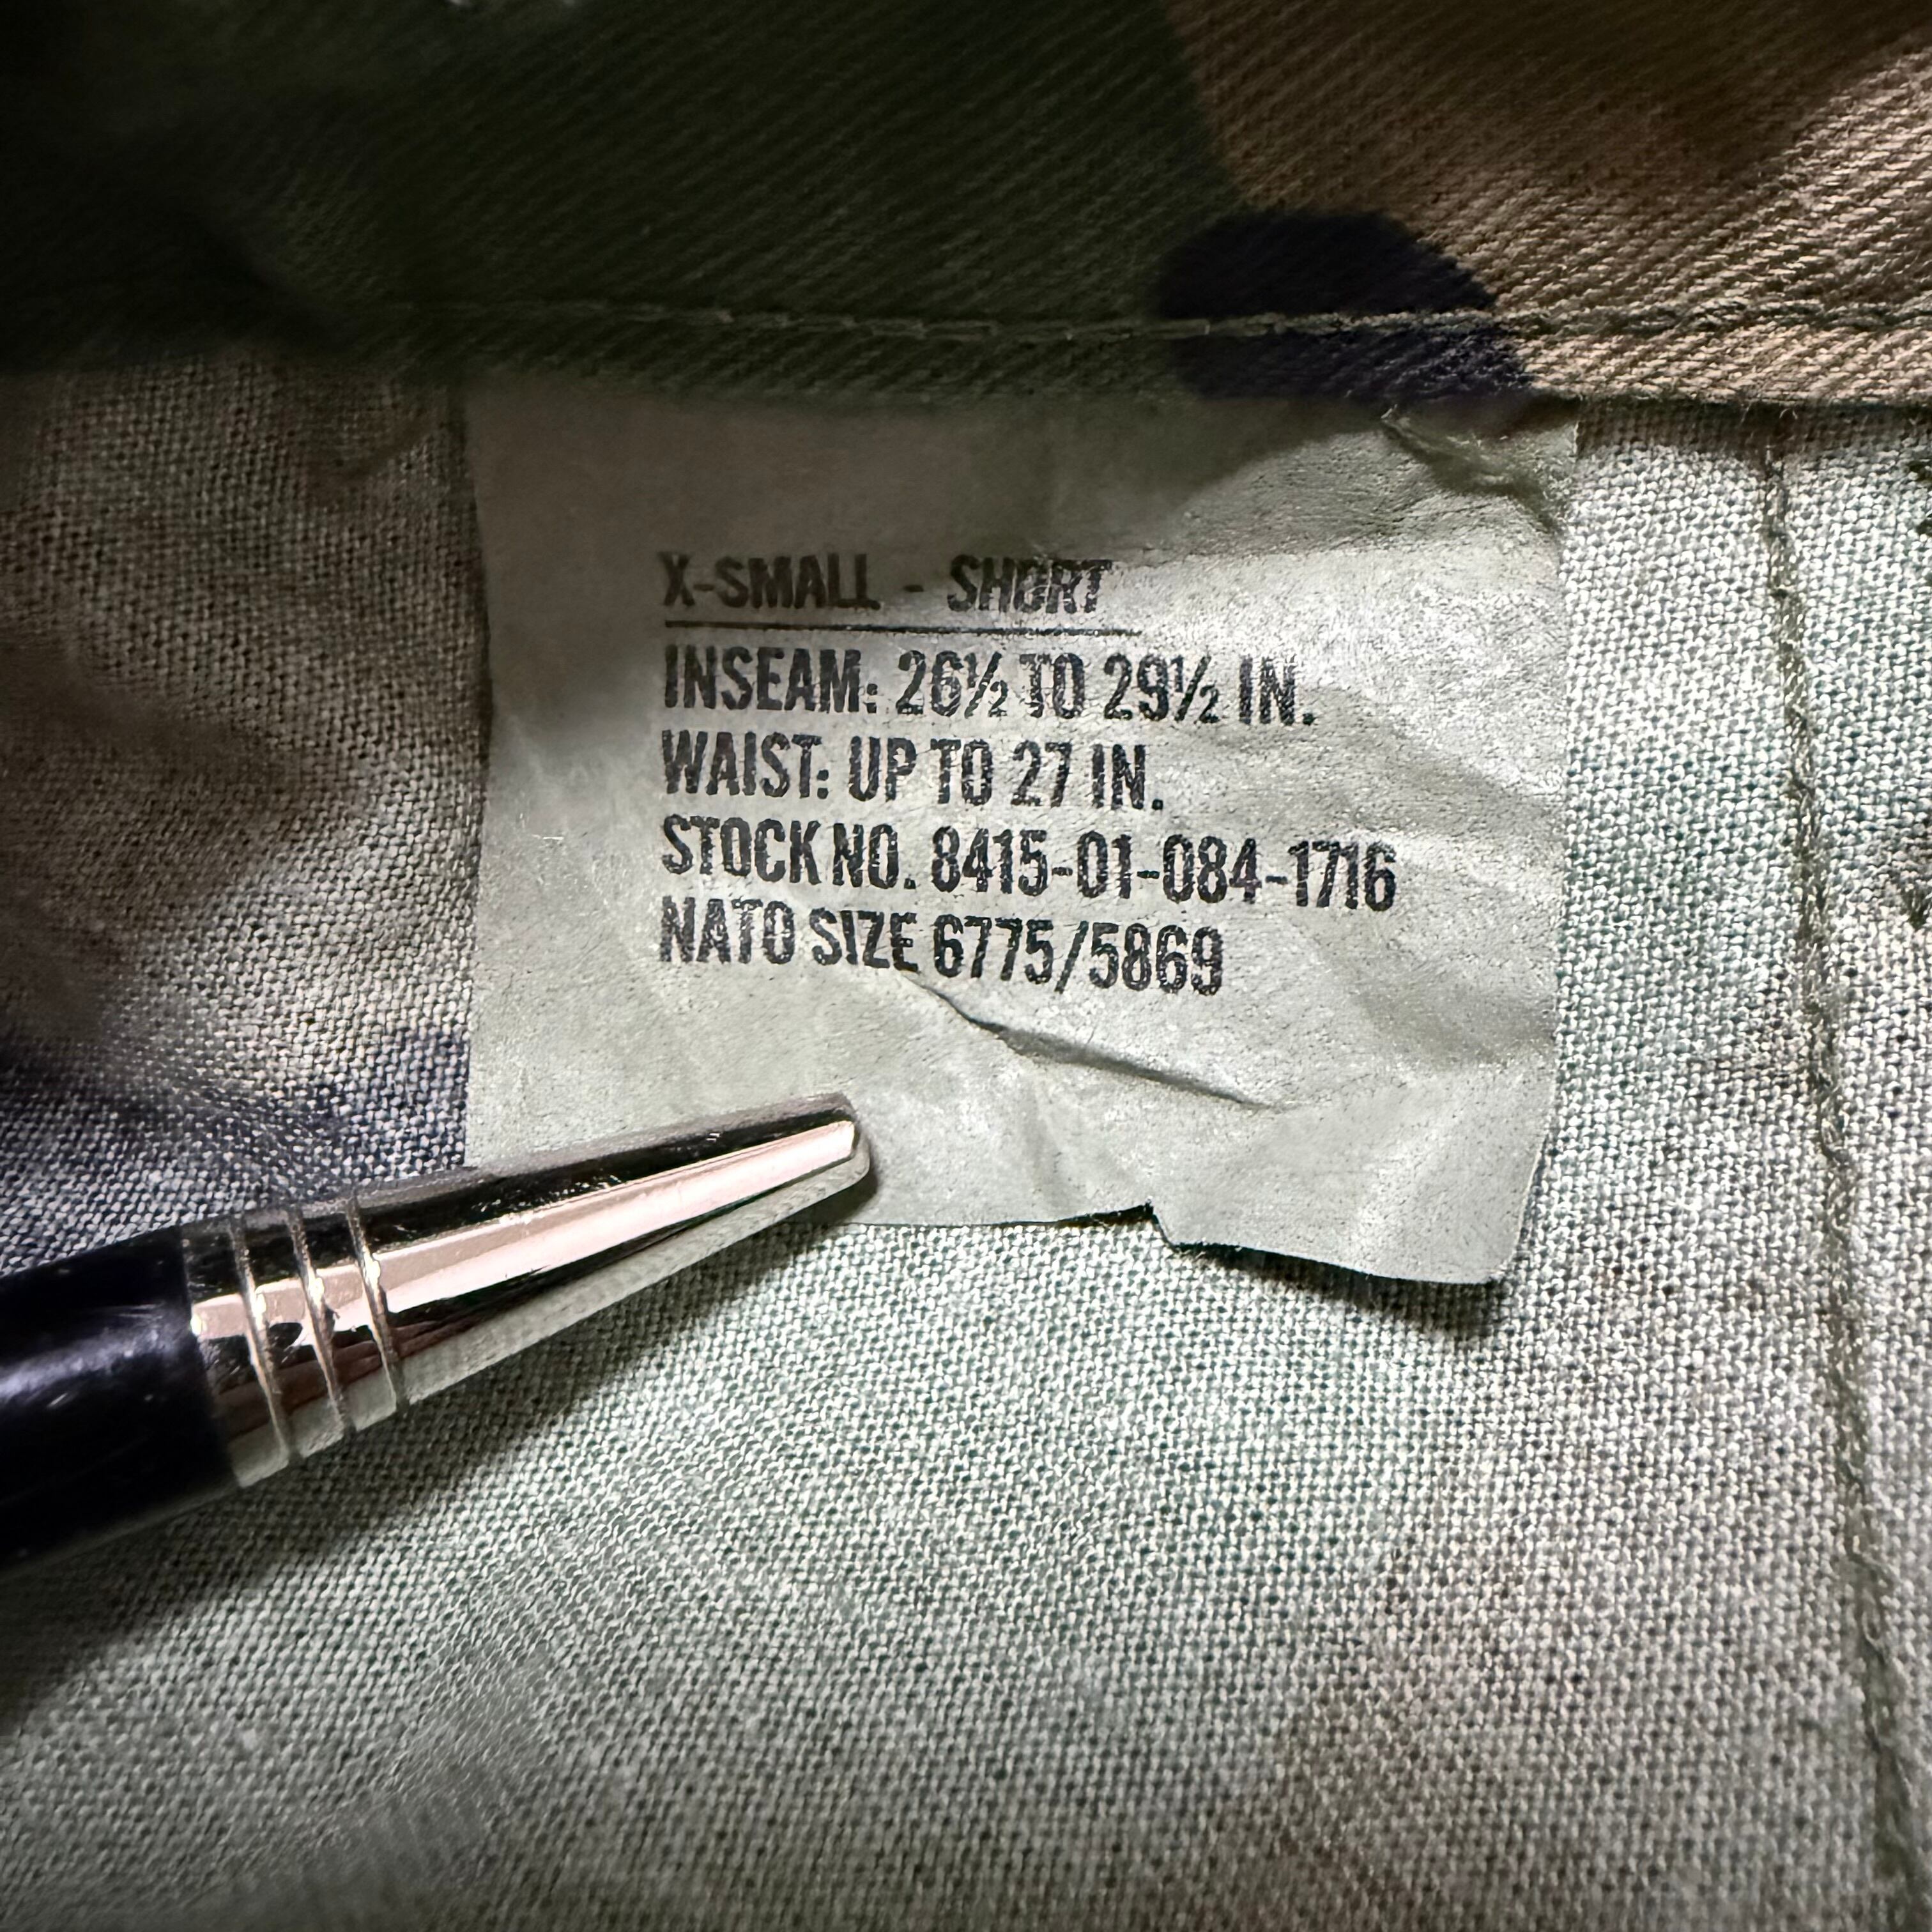 X-SMALL - SHORT
INSEAM: 26½ TO 29½ IN.
WAIST: UP TO 27 IN.
STOCK NO. 8415-01-084-1716
NATO SIZE 6775/5869